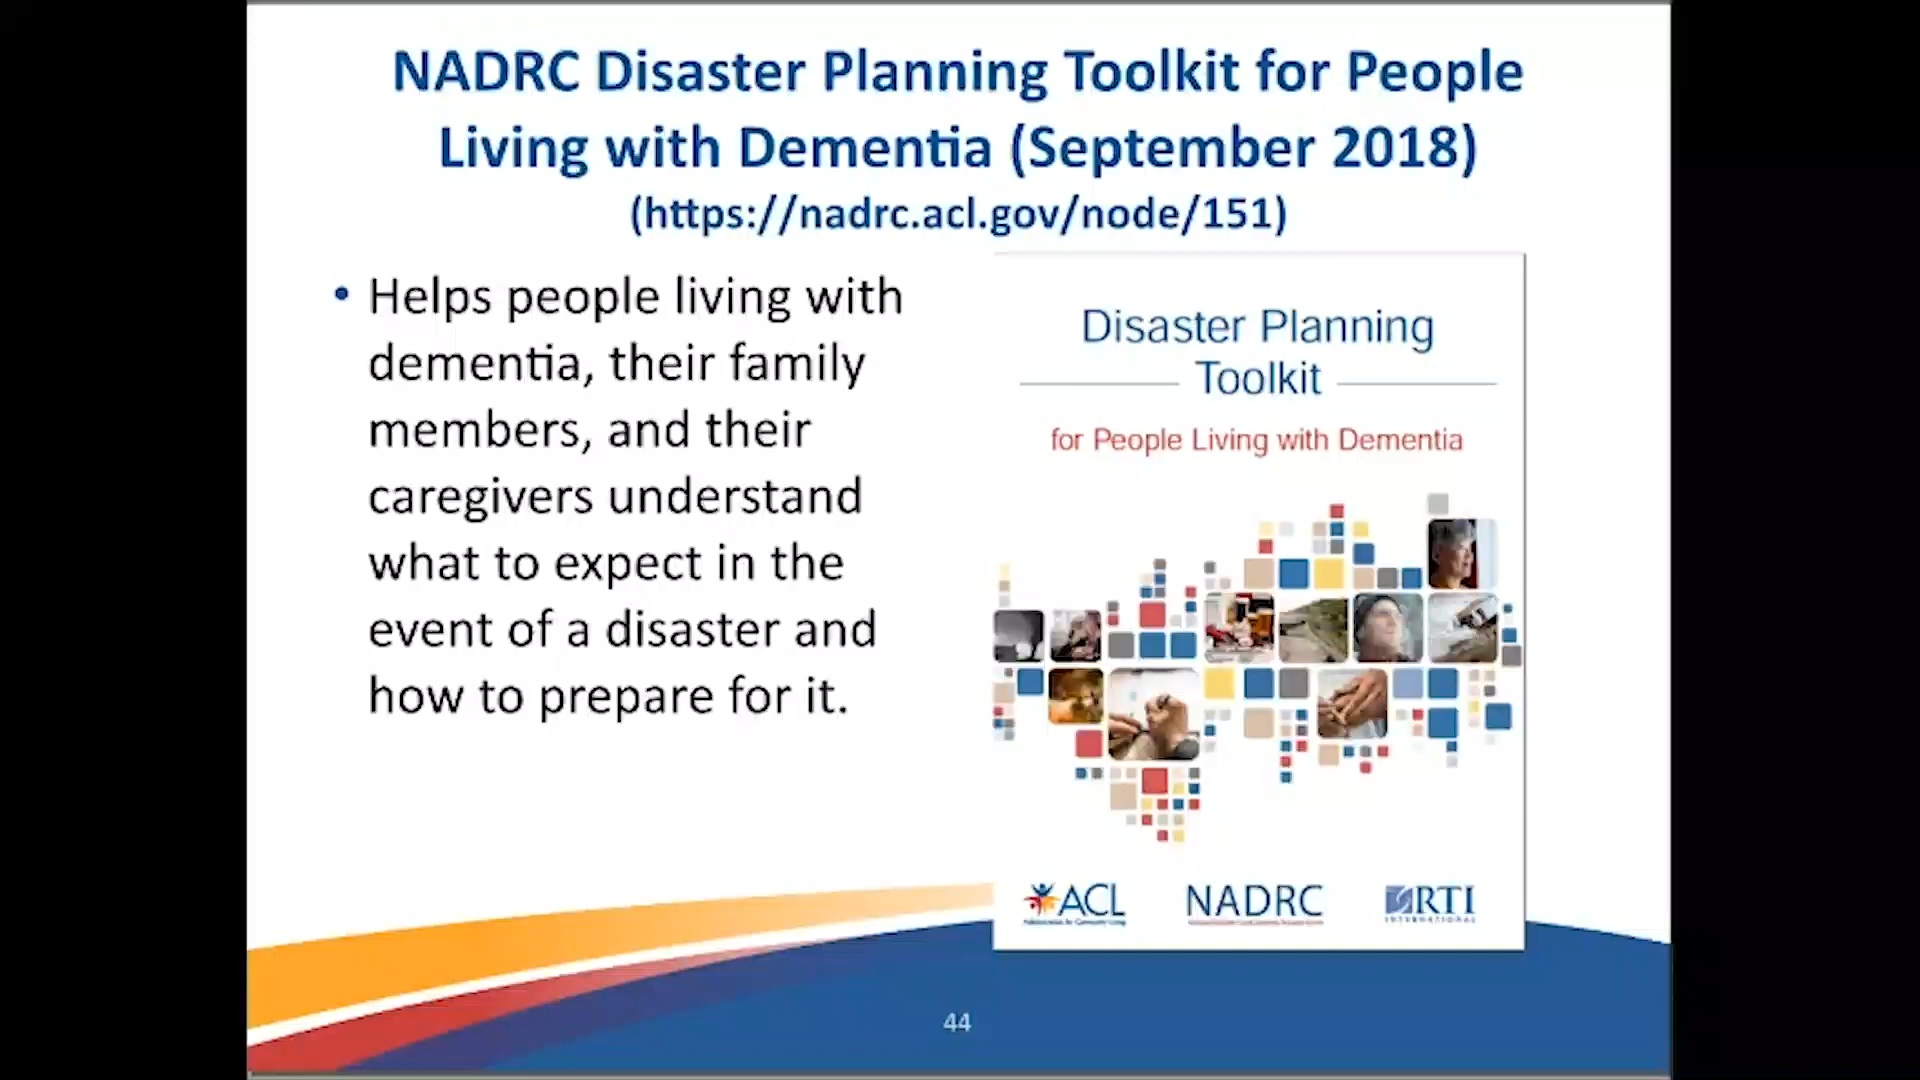 NADRC Disaster Planning Toolkit for People
Living with Dementia (September 2018)
(https://nadrc.acl.gov/node/151)
• Helps people living with
dementia, their family
members, and their
caregivers understand
what to expect in the
event of a disaster and
how to prepare for it.
Disaster Planning
Toolkit
for People Living with Dementia
ACL
NADRC
RTI
INTERNATIONAL
44